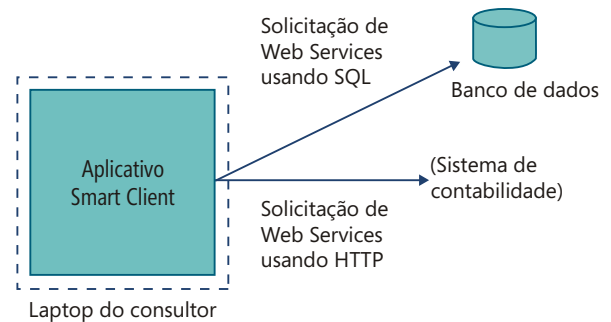 Solicitação de
Web Services
usando SQL
Banco de dados
Aplicativo
Smart Client
(Sistema de
contabilidade)
Solicitação de
Web Services
usando HTTP
Laptop do consultor